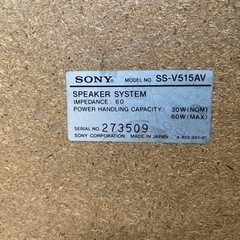 SONY® MODEL NO. SS-V515AV
SPEAKER SYSTEM
IMPEDANCE: 6Ω
POWER HANDLING CAPACITY: 30W(NOM)
60W(MAX)
SERIAL NO. 273509
SONY CORPORATION MADE IN JAPAN